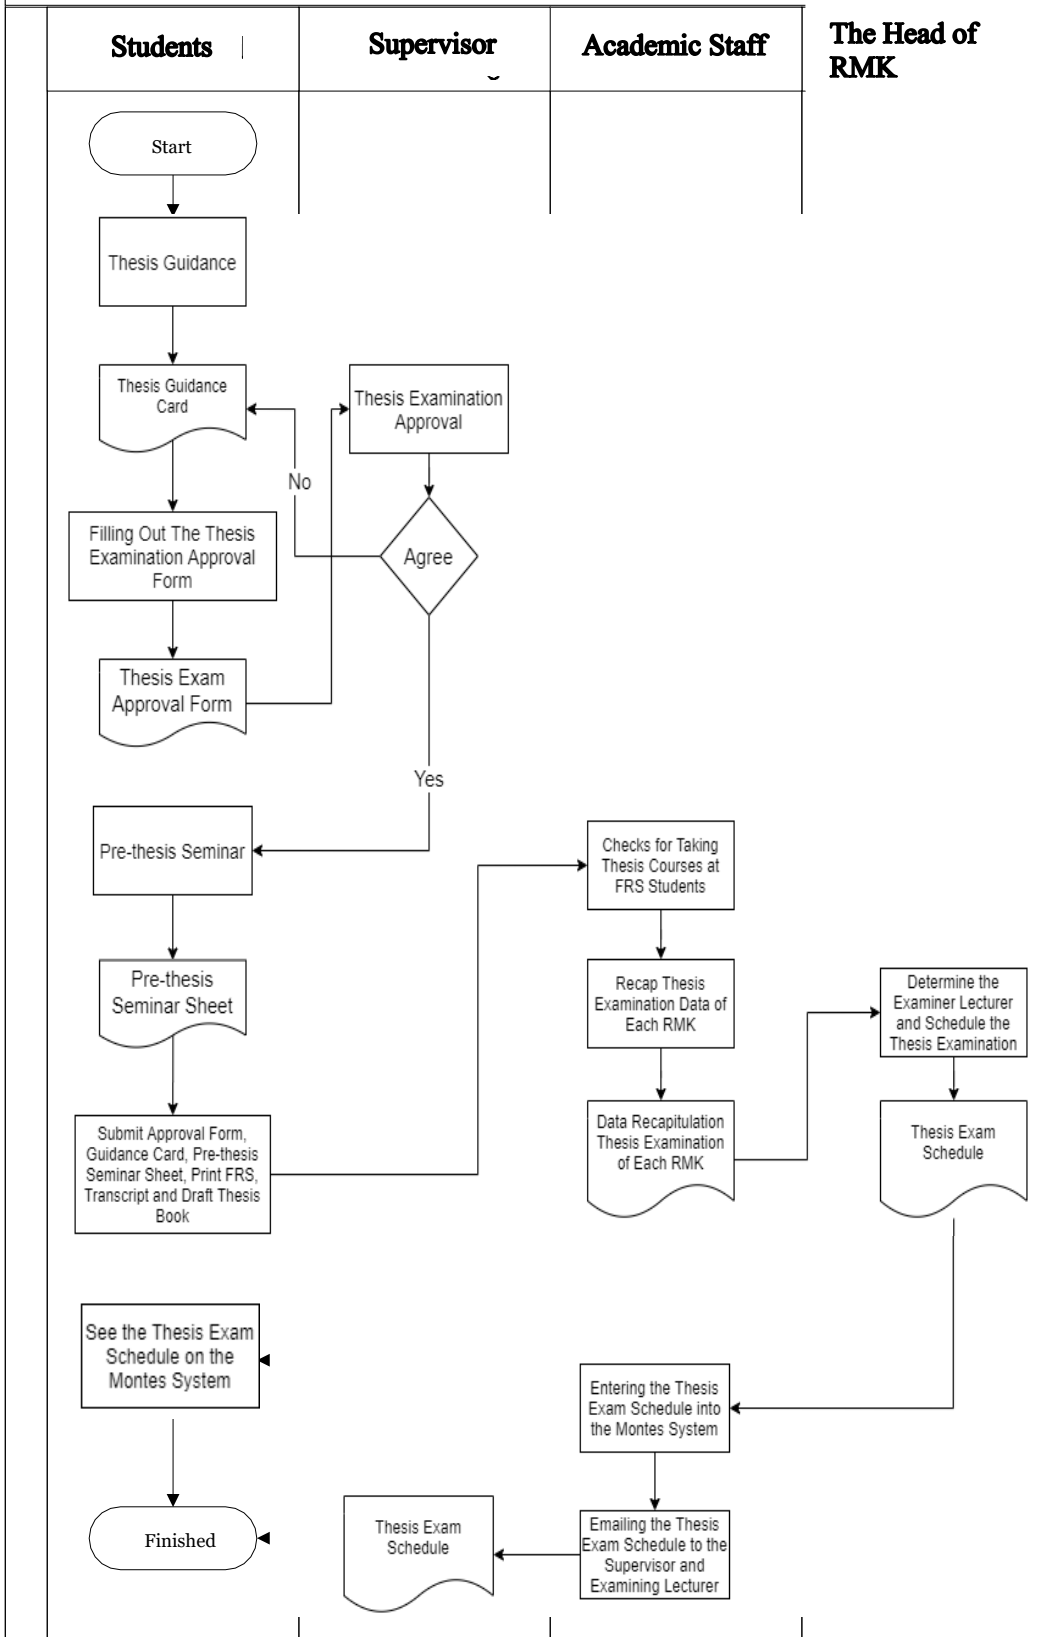 Students
Supervisor
Academic Staff
The Head of
RMK
Start
Thesis Guidance
Thesis Guidance
Card
Thesis Examination
Approval
No
Agree
Filling Out The Thesis
Examination Approval
Form
Thesis Exam
Approval Form
Yes
Pre-thesis Seminar
Checks for Taking
Thesis Courses at
FRS Students
Pre-thesis
Seminar Sheet
Recap Thesis
Examination Data of
Each RMK
Determine the
Examiner Lecturer
and Schedule the
Thesis Examination
Submit Approval Form,
Guidance Card, Pre-thesis
Seminar Sheet, Print FRS,
Transcript and Draft Thesis
Book
Data Recapitulation
Thesis Examination
of Each RMK
Thesis Exam
Schedule
See the Thesis Exam
Schedule on the
Montes System
Entering the Thesis
Exam Schedule into
the Montes System
Finished
Thesis Exam
Schedule
Emailing the Thesis
Exam Schedule to the
Supervisor and
Examining Lecturer